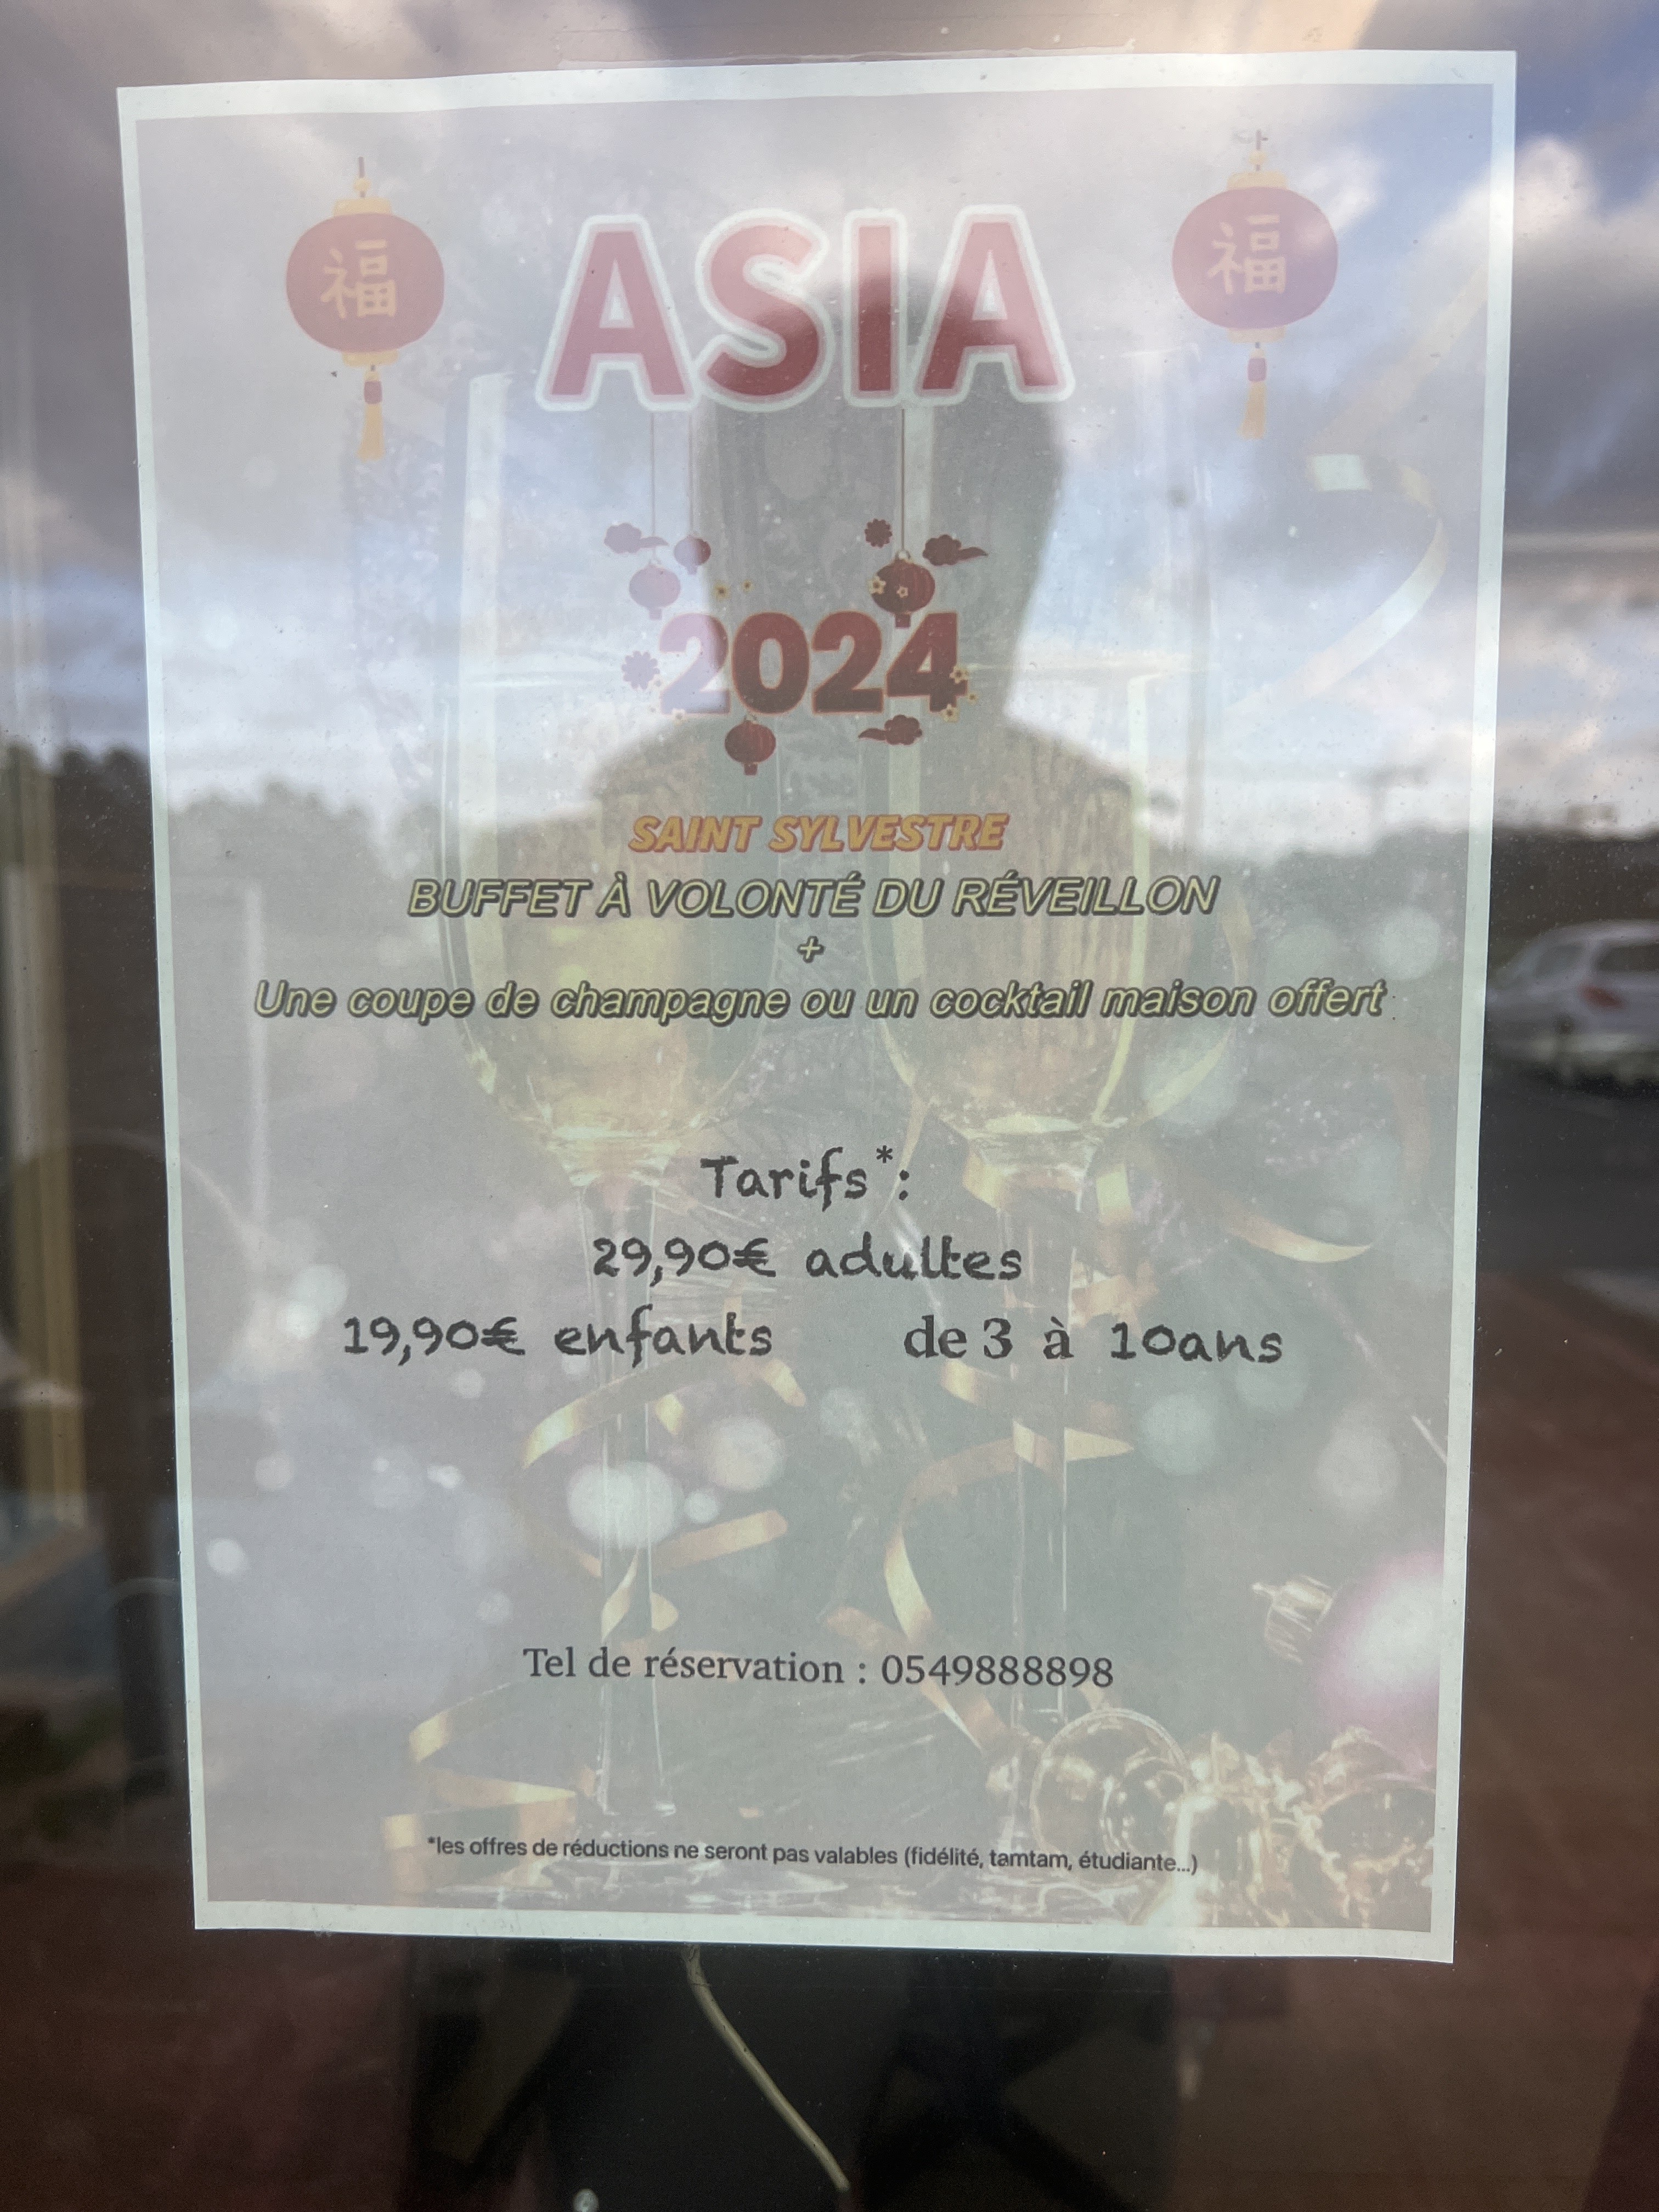 福
ASIA
福
2024
SAINT SYLVESTRE
BUFFET À VOLONTÉ DU RÉVEILLON
+
Une coupe de champagne ou un cocktail maison offert
Tarifs*:
29,90€ adultes
19,90€ enfants de 3 à 10ans
Tel de réservation : 0549888898
*les offres de réductions ne seront pas valables (fidélité, tamtam, étudiante...)